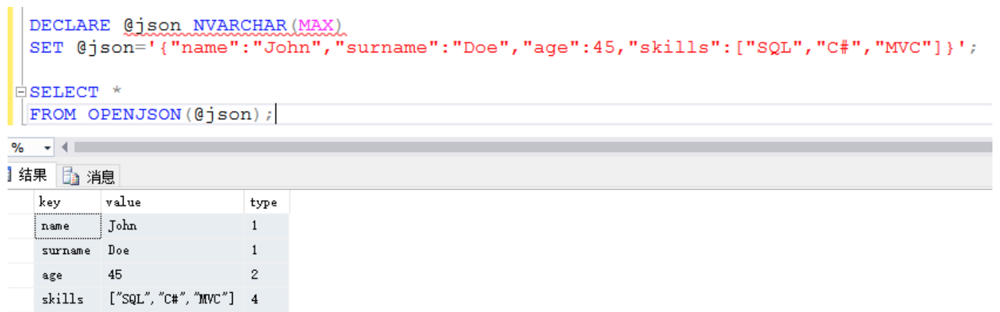 DECLARE @json NVARCHAR(MAX)
SET @json='{"name":"John","surname":"Doe","age":45,"skills":["SQL","C#","MVC"]}';
SELECT *
FROM OPENJSON(@json);
%
结果 消息
key value type
name John 1
surname Doe 1
age 45 2
skills ["SQL","C#","MVC"] 4